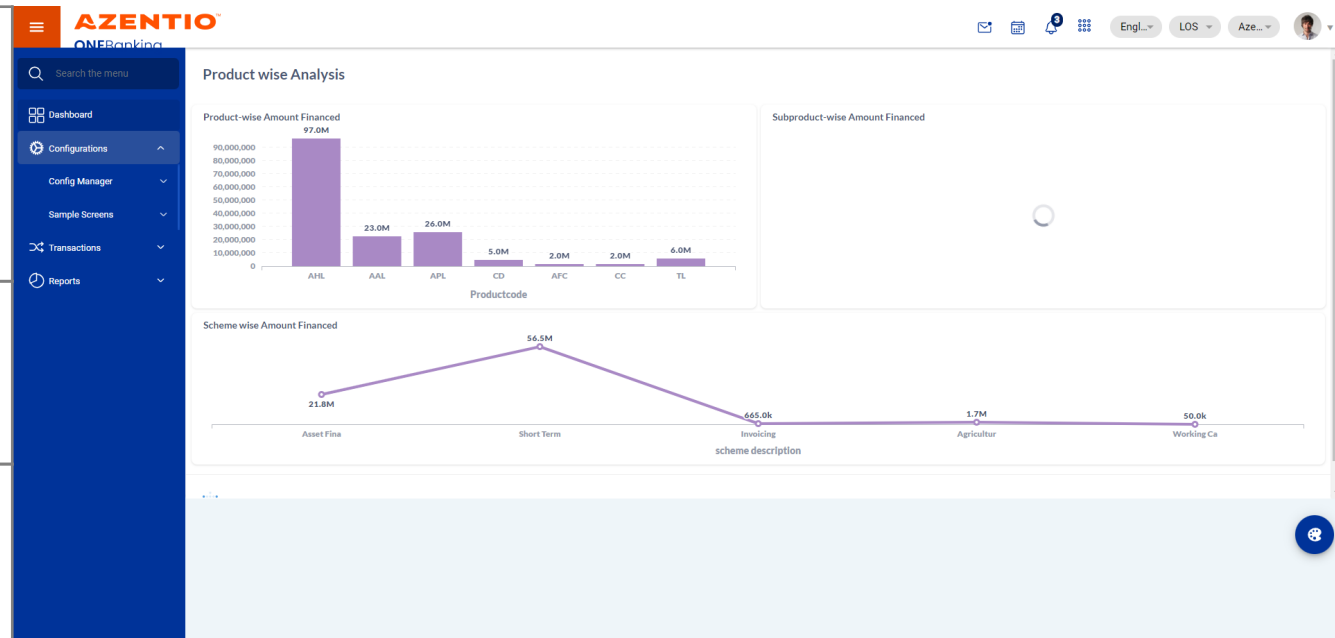 AZENTIO™
ONEBanking
3
Engl...
LOS
Aze...
Search the menu
Dashboard
Configurations
Config Manager
Sample Screens
Transactions
Reports
Product wise Analysis
Product-wise Amount Financed
97.0M
90,000,000
80,000,000
70,000,000
60,000,000
50,000,000
40,000,000
30,000,000
20,000,000
10,000,000
0
23.0M
26.0M
5.0M
2.0M
2.0M
6.0M
AHL
AAL
APL
CD
AFC
CC
TL
Productcode
Subproduct-wise Amount Financed
Scheme wise Amount Financed
56.5M
21.8M
665.0k
1.7M
50.0k
Asset Fina
Short Term
Invoicing
Agricultur
Working Ca
scheme description